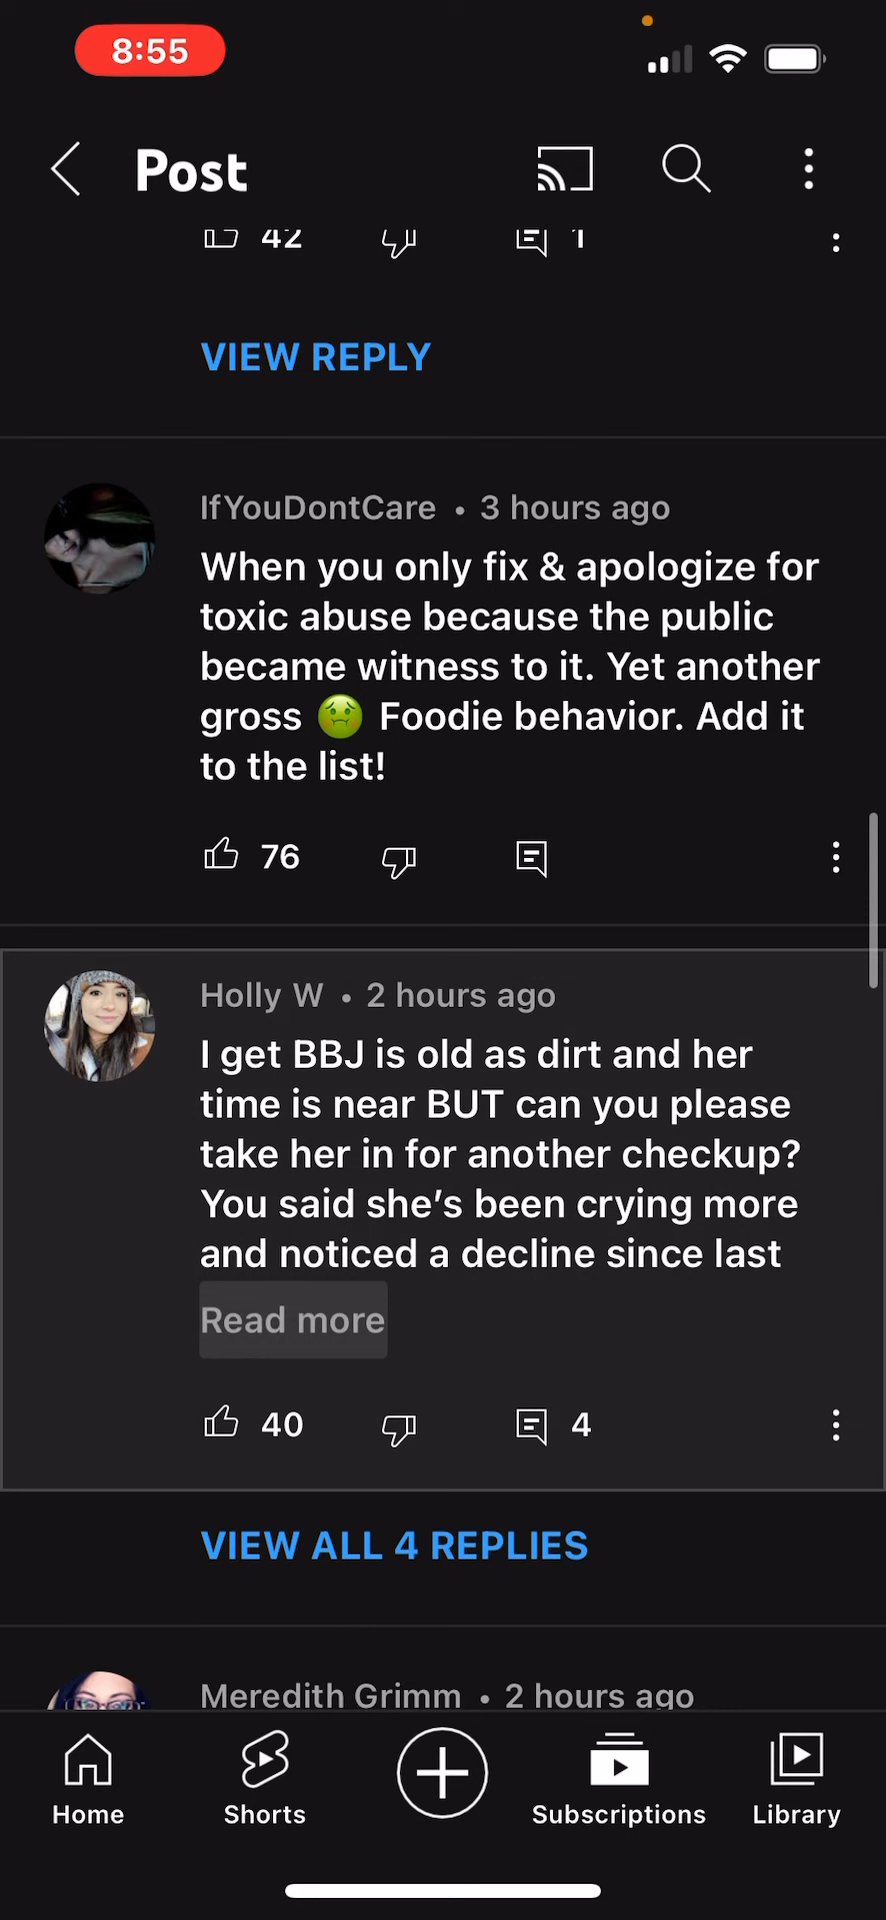 8:55
Post
42 1
VIEW REPLY
IfYouDontCare • 3 hours ago
When you only fix & apologize for
toxic abuse because the public
became witness to it. Yet another
gross 🤢 Foodie behavior. Add it
to the list!
76
Holly W • 2 hours ago
I get BBJ is old as dirt and her
time is near BUT can you please
take her in for another checkup?
You said she's been crying more
and noticed a decline since last
Read more
40 4
VIEW ALL 4 REPLIES
Meredith Grimm • 2 hours ago
Home Shorts Subscriptions Library